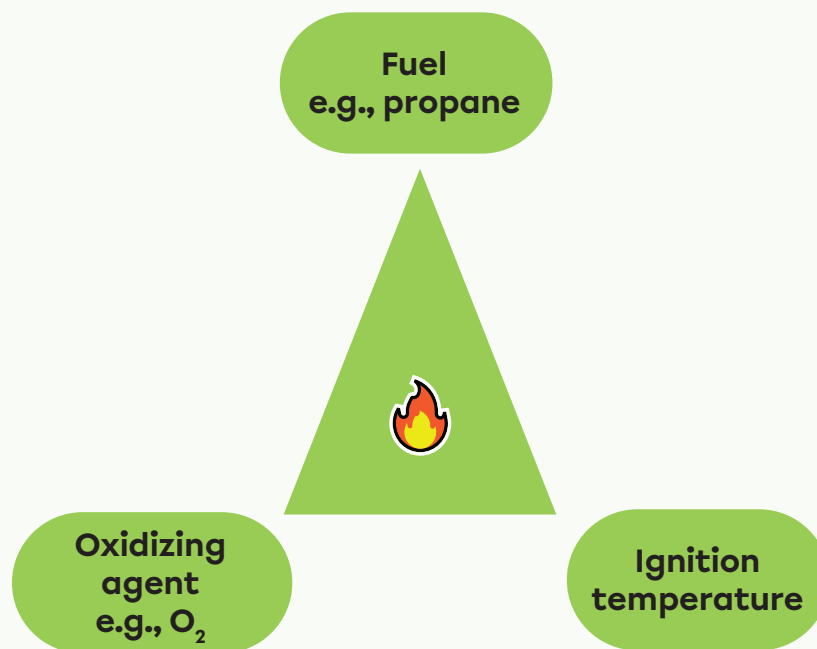 Fuel
e.g., propane
Oxidizing
agent
e.g., O₂
Ignition
temperature